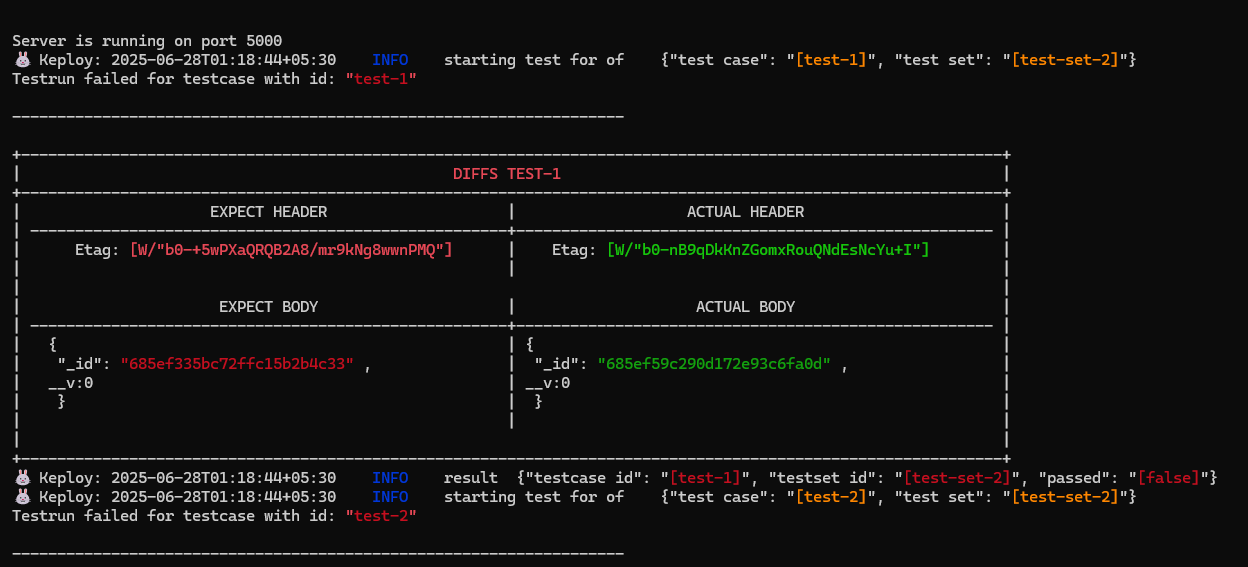 Server is running on port 5000
🐰 Keploy: 2025-06-28T01:18:44+05:30 INFO starting test for of {"test case": "[test-1]", "test set": "[test-set-2]"}
Testrun failed for testcase with id: "test-1"
DIFFS TEST-1
EXPECT HEADER | ACTUAL HEADER
Etag: [W/"b0-+5wPXaQRQB2A8/mr9kNg8wwnPMQ"] | Etag: [W/"b0-nB9qDkKnZGomxRouQNdEsNcYu+I"]
EXPECT BODY | ACTUAL BODY
{ | {
"_id": "685ef335bc72ffc15b2b4c33" , | "_id": "685ef59c290d172e93c6fa0d" ,
__v:0 | __v:0
} | }
🐰 Keploy: 2025-06-28T01:18:44+05:30 INFO result {"testcase id": "[test-1]", "testset id": "[test-set-2]", "passed": "[false]"}
🐰 Keploy: 2025-06-28T01:18:44+05:30 INFO starting test for of {"test case": "[test-2]", "test set": "[test-set-2]"}
Testrun failed for testcase with id: "test-2"